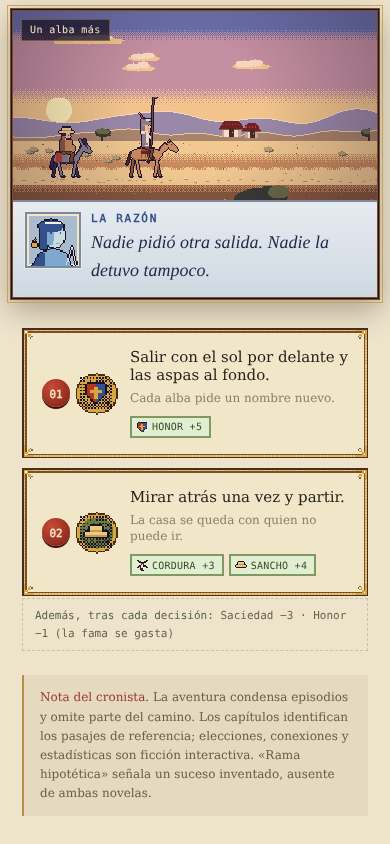 Un alba más
LA RAZÓN
Nadie pidió otra salida. Nadie la
detuvo tampoco.
01
Salir con el sol por delante y
las aspas al fondo.
Cada alba pide un nombre nuevo.
HONOR +5
02
Mirar atrás una vez y partir.
La casa se queda con quien no
puede ir.
CORDURA +3
SANCHO +4
Además, tras cada decisión: Saciedad −3 · Honor
−1 (la fama se gasta)
Nota del cronista. La aventura condensa episodios
y omite parte del camino. Los capítulos identifican
los pasajes de referencia; elecciones, conexiones y
estadísticas son ficción interactiva. «Rama
hipotética» señala un suceso inventado, ausente
de ambas novelas.